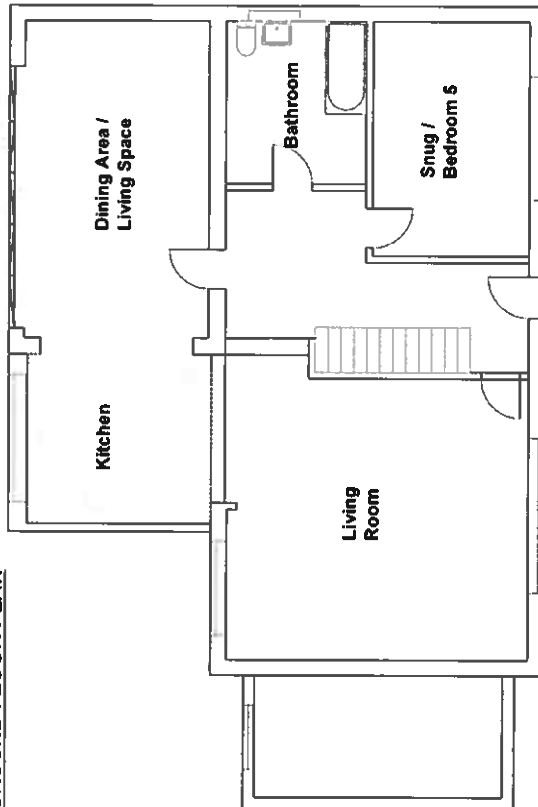 Dining Area /
Living Space
Bathroom
Snug /
Bedroom 5
Kitchen
Living
Room